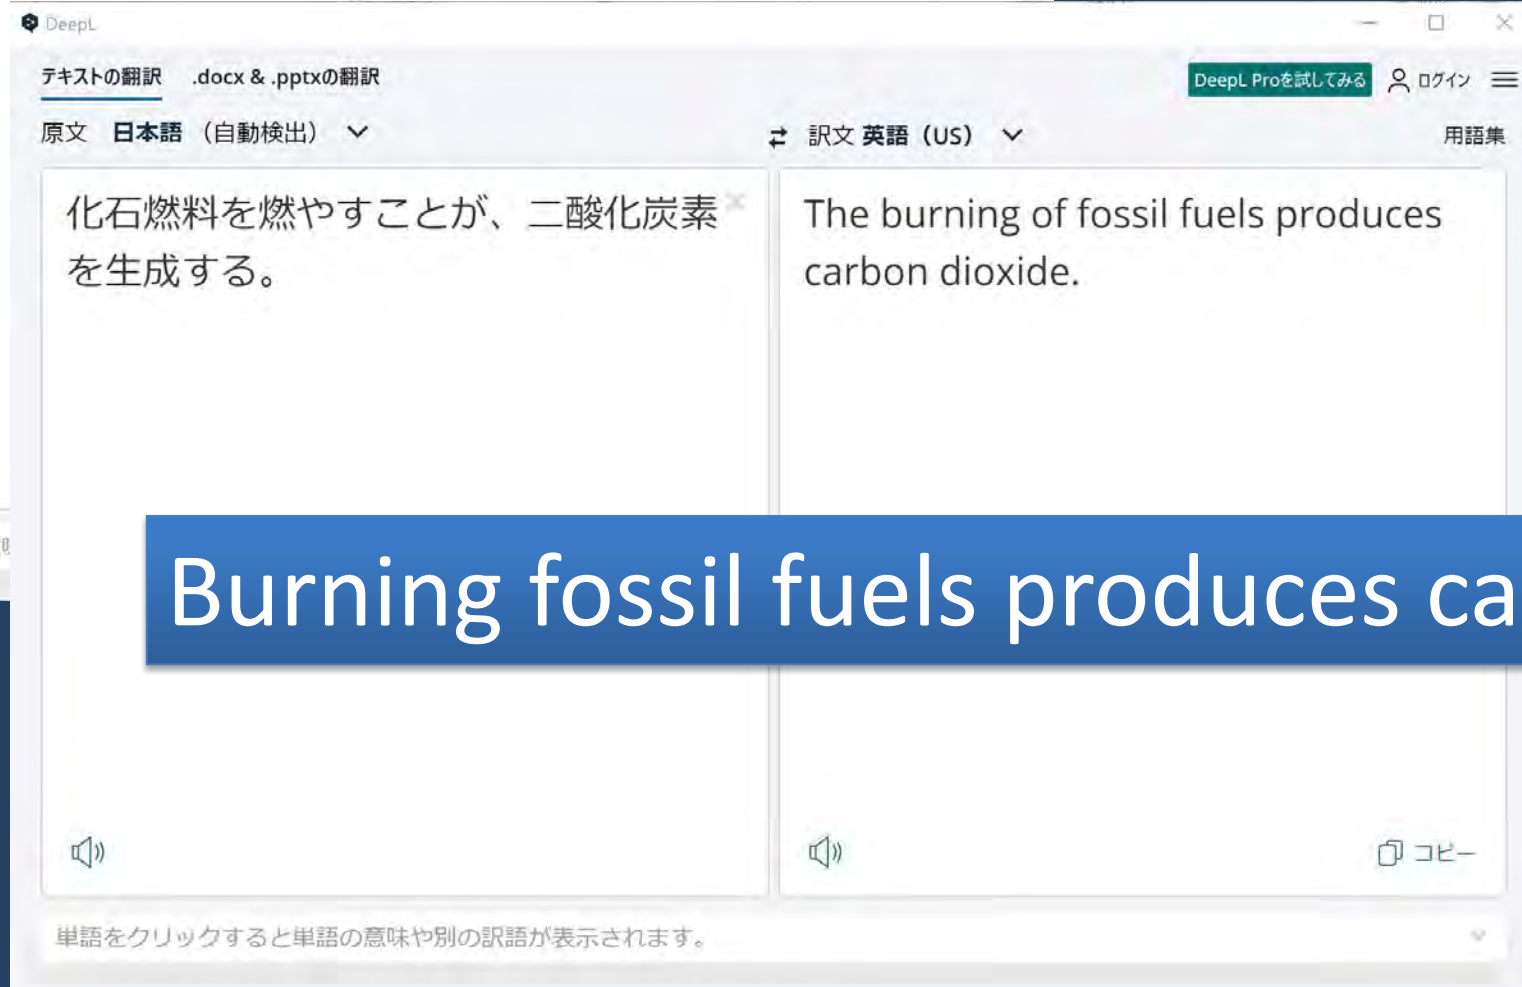 DeepL
テキストの翻訳 .docx & .pptxの翻訳
DeepL Proを試してみる ログイン
原文 日本語 (自動検出)
訳文 英語 (US)
用語集
化石燃料を燃やすことが、二酸化炭素
を生成する。
The burning of fossil fuels produces
carbon dioxide.
Burning fossil fuels produces ca
コピー
単語をクリックすると単語の意味や別の訳語が表示されます。